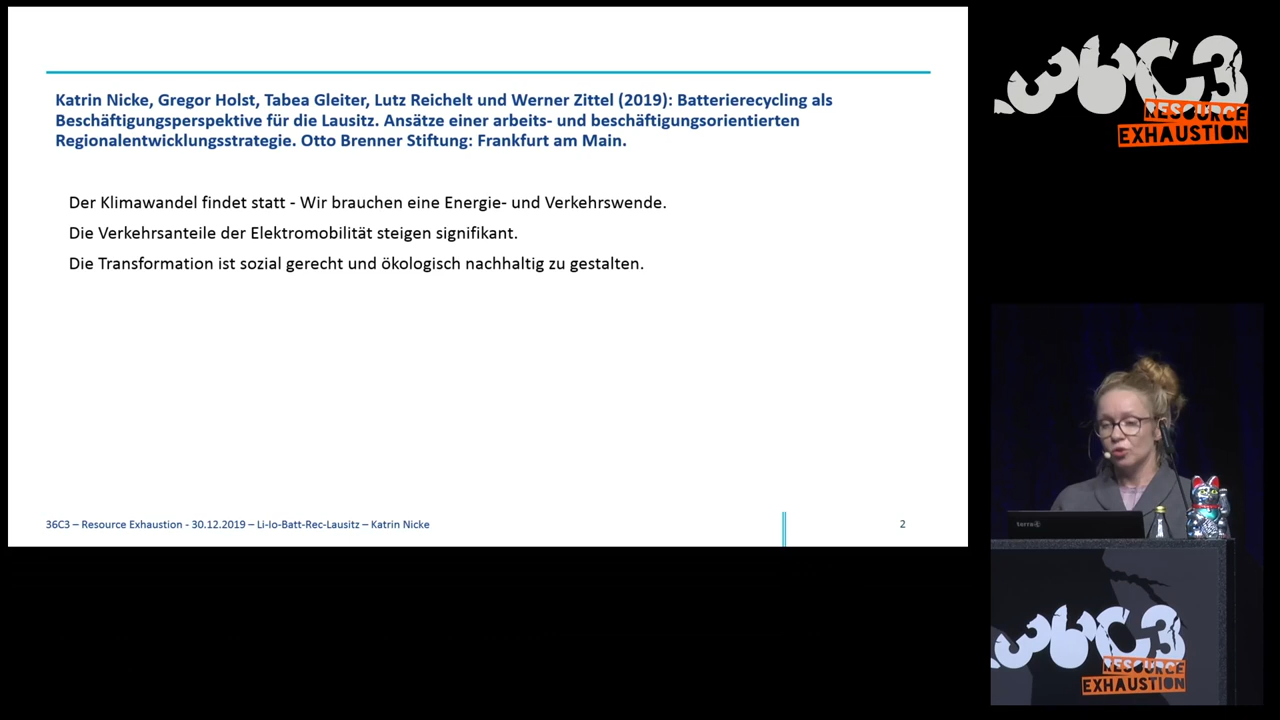 Katrin Nicke, Gregor Holst, Tabea Gleiter, Lutz Reichelt und Werner Zittel (2019): Batterierecycling als
Beschäftigungsperspektive für die Lausitz. Ansätze einer arbeits- und beschäftigungsorientierten
Regionalentwicklungsstrategie. Otto Brenner Stiftung: Frankfurt am Main.
Der Klimawandel findet statt - Wir brauchen eine Energie- und Verkehrswende.
Die Verkehrsanteile der Elektromobilität steigen signifikant.
Die Transformation ist sozial gerecht und ökologisch nachhaltig zu gestalten.
36C3 – Resource Exhaustion - 30.12.2019 – Li-Io-Batt-Rec-Lausitz – Katrin Nicke
2
36C3
RESOURCE
EXHAUSTION
terra
36C3
RESOURCE
EXHAUSTION